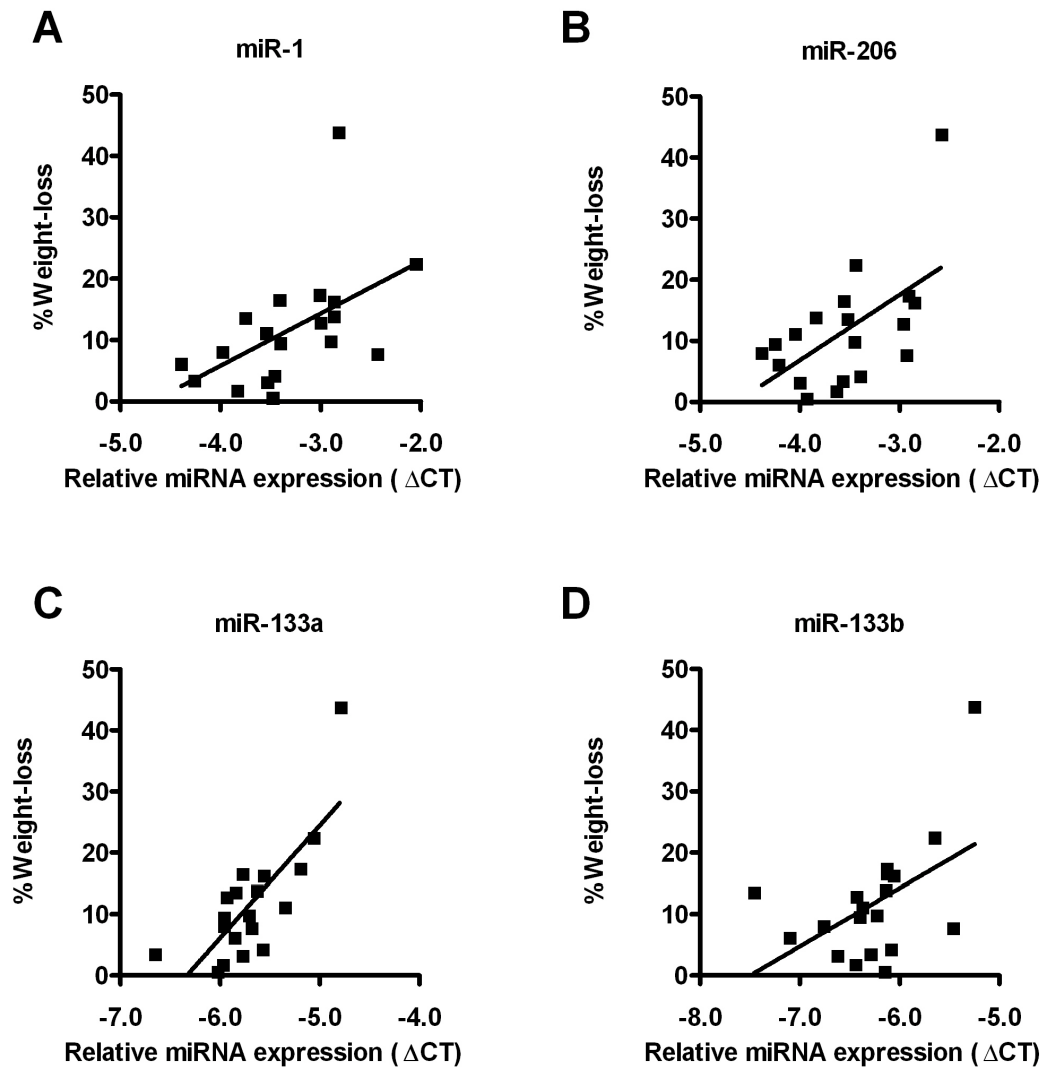 A
miR-1
50
40
30
20
10
0
%Weight-loss
-5.0 -4.0 -3.0 -2.0
Relative miRNA expression ( ΔCT)
B
miR-206
50
40
30
20
10
0
%Weight-loss
-5.0 -4.0 -3.0 -2.0
Relative miRNA expression ( ΔCT)
C
miR-133a
50
40
30
20
10
0
%Weight-loss
-7.0 -6.0 -5.0 -4.0
Relative miRNA expression (ΔCT)
D
miR-133b
50
40
30
20
10
0
%Weight-loss
-8.0 -7.0 -6.0 -5.0
Relative miRNA expression (ΔCT)